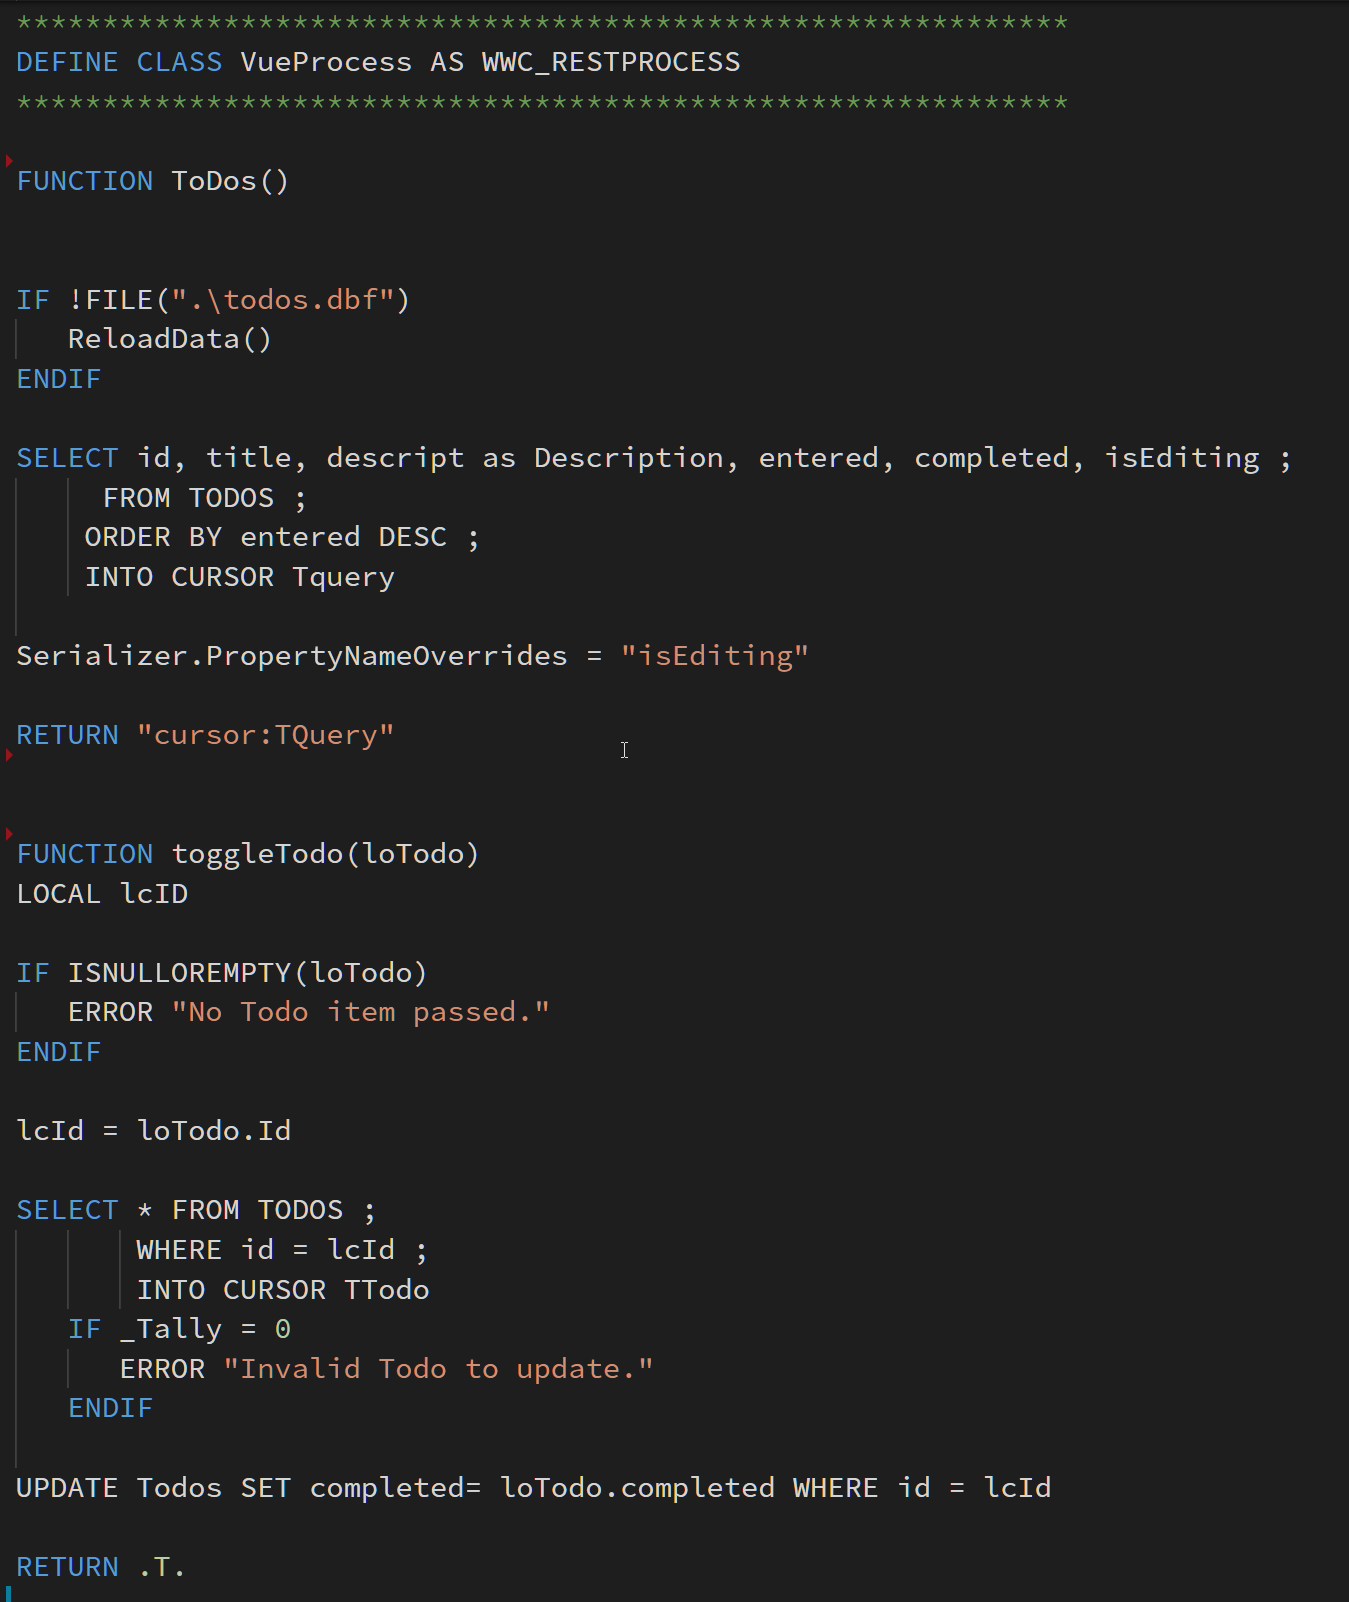 *************************************************************
DEFINE CLASS VueProcess AS WWC_RESTPROCESS
*************************************************************
FUNCTION ToDos()
IF !FILE(".\todos.dbf")
ReloadData()
ENDIF
SELECT id, title, descript as Description, entered, completed, isEditing ;
FROM TODOS ;
ORDER BY entered DESC ;
INTO CURSOR Tquery
Serializer.PropertyNameOverrides = "isEditing"
RETURN "cursor:TQuery"
FUNCTION toggleTodo(loTodo)
LOCAL lcID
IF ISNULLOREMPTY(loTodo)
ERROR "No Todo item passed."
ENDIF
lcId = loTodo.Id
SELECT * FROM TODOS ;
WHERE id = lcId ;
INTO CURSOR TTodo
IF _Tally = 0
ERROR "Invalid Todo to update."
ENDIF
UPDATE Todos SET completed= loTodo.completed WHERE id = lcId
RETURN .T.